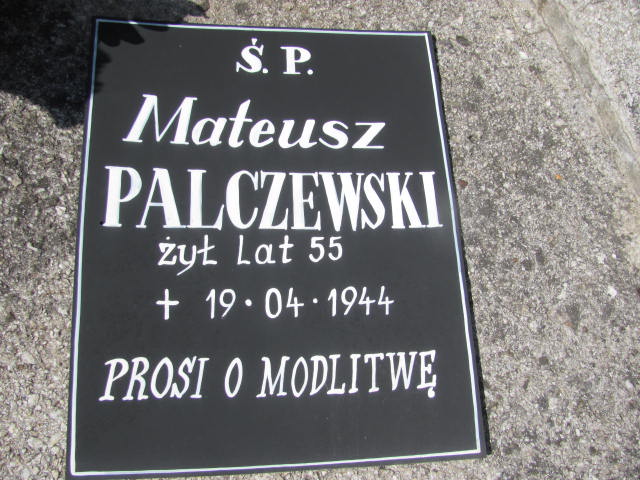 Ś. P.
Mateusz
PALCZEWSKI
żył lat 55
+ 19 • 04 • 1944
PROSI O MODLITWĘ